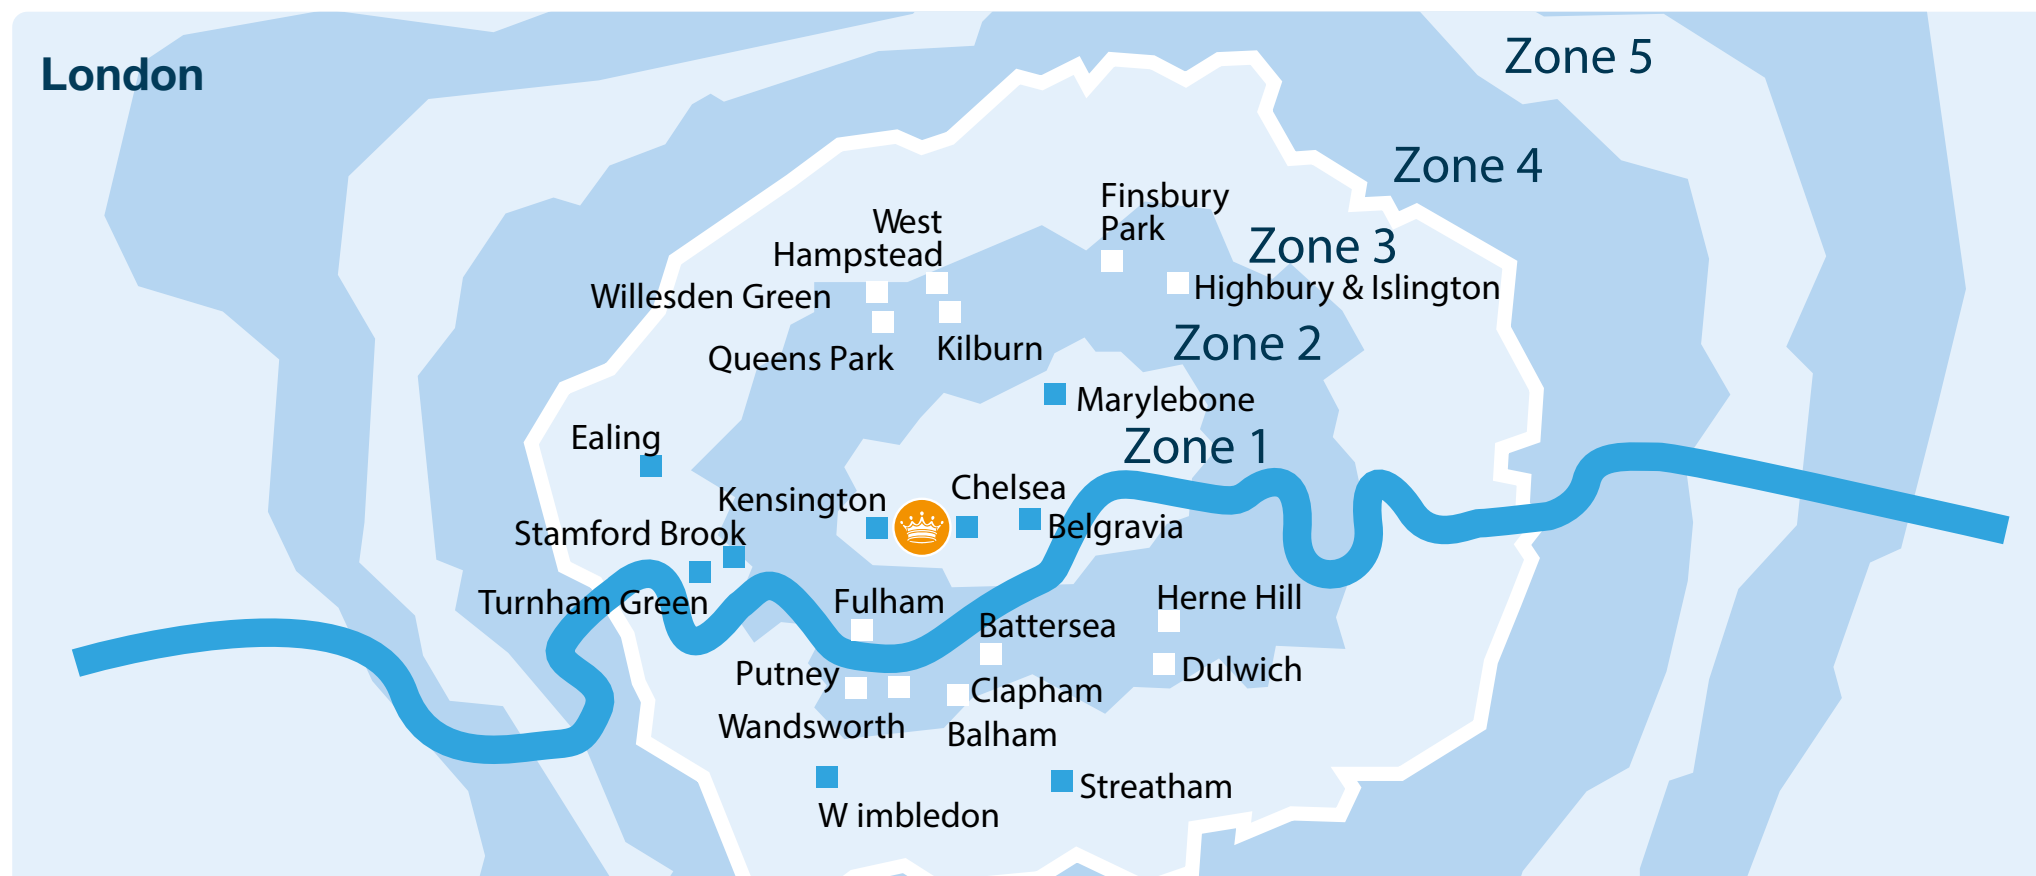 London
Zone 5
Zone 4
Finsbury
Park
West
Hampstead
Zone 3
Willesden Green
Highbury & Islington
Zone 2
Queens Park
Kilburn
Marylebone
Ealing
Zone 1
Kensington
Chelsea
Stamford Brook
Belgravia
Turnham Green
Fulham
Herne Hill
Battersea
Putney
Dulwich
Clapham
Wandsworth
Balham
Streatham
W imbledon